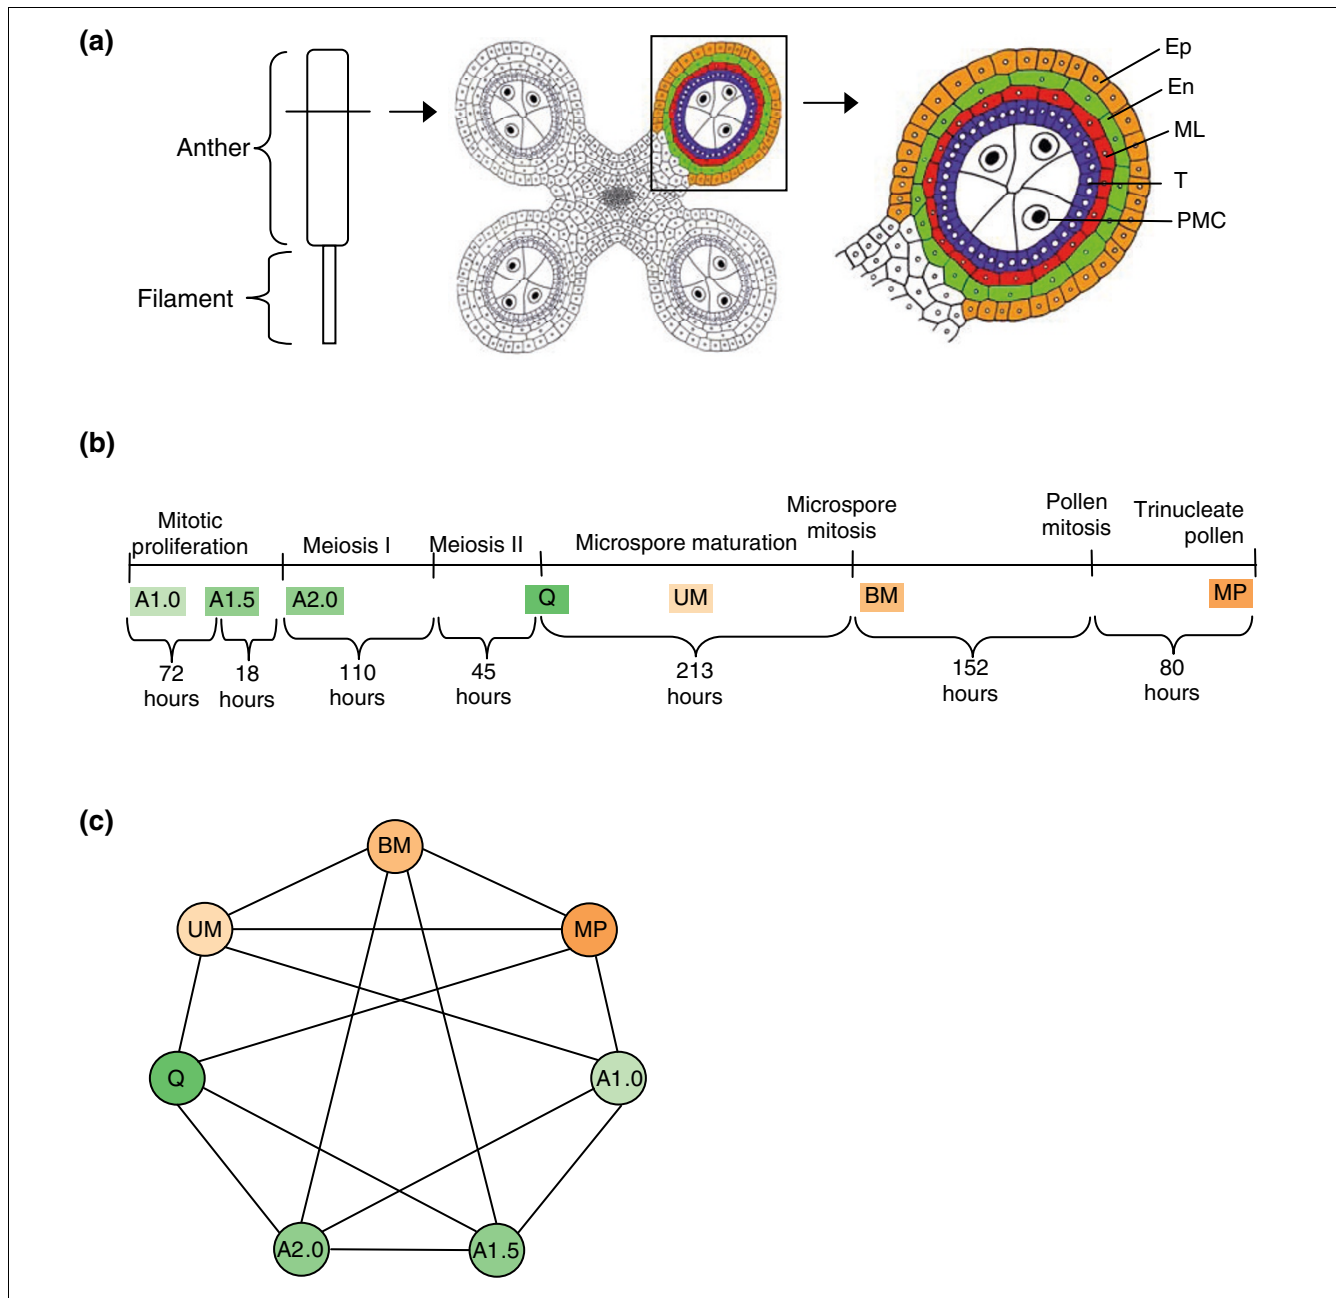 (a)
Anther
Filament
Ep
En
ML
T
PMC
(b)
Mitotic
proliferation
Meiosis I
Meiosis II
Microspore maturation
Microspore
mitosis
Pollen
mitosis
Trinucleate
pollen
A1.0
A1.5
A2.0
Q
UM
BM
MP
72
hours
18
hours
110
hours
45
hours
213
hours
152
hours
80
hours
(c)
BM
UM
MP
Q
A1.0
A2.0
A1.5